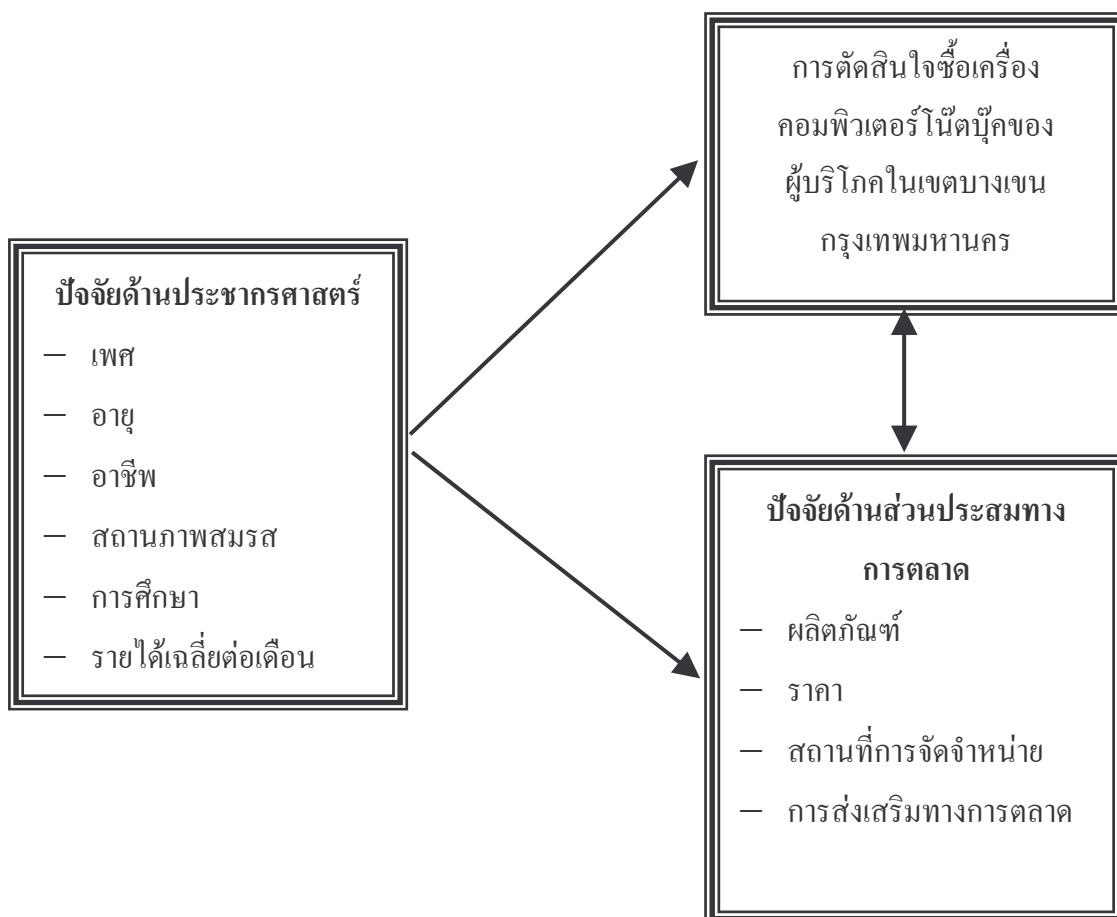 การตัดสินใจซื้อเครื่อง
คอมพิวเตอร์โน๊ตบุ๊คของ
ผู้บริโภคในเขตบางเขน
กรุงเทพมหานคร
ปัจจัยด้านประชากรศาสตร์
— เพศ
— อายุ
— อาชีพ
— สถานภาพสมรส
— การศึกษา
— รายได้เฉลี่ยต่อเดือน
ปัจจัยด้านส่วนประสมทาง
การตลาด
— ผลิตภัณฑ์
— ราคา
— สถานที่การจัดจำหน่าย
— การส่งเสริมทางการตลาด